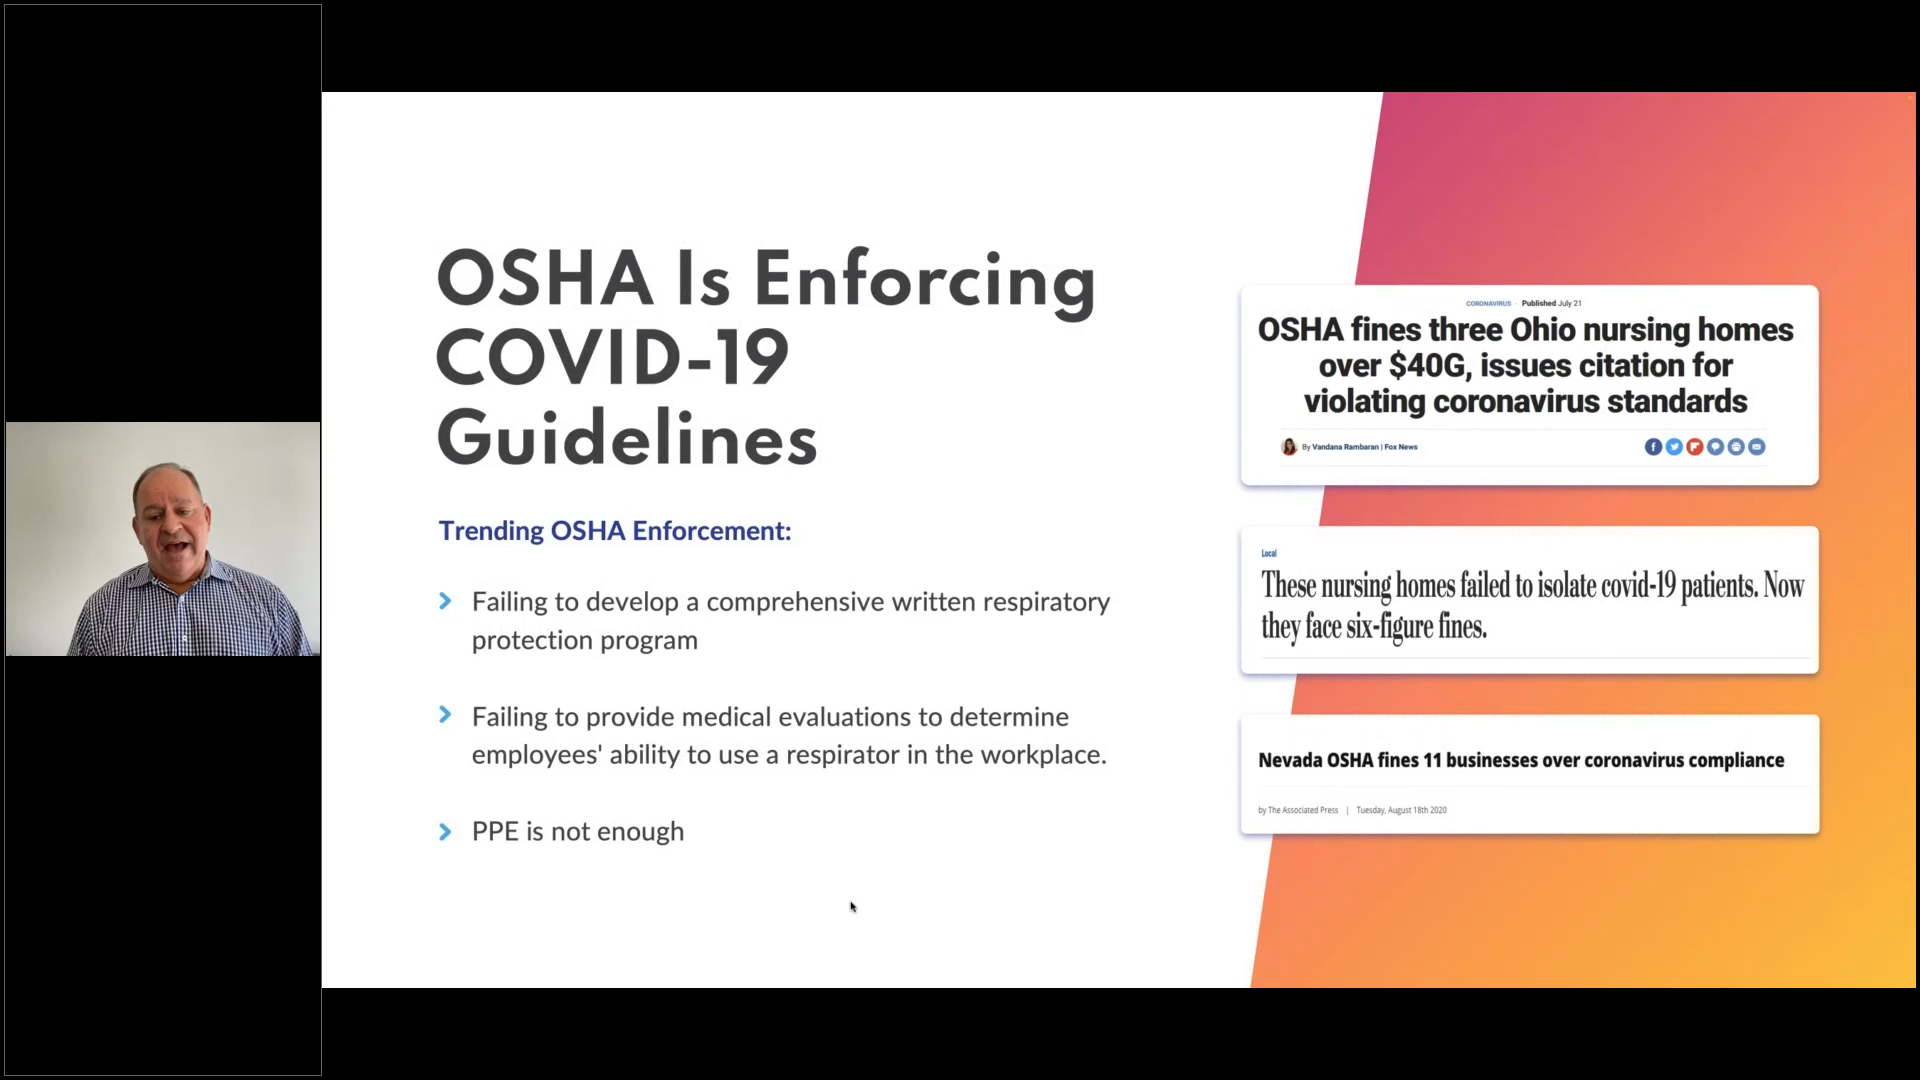 OSHA Is Enforcing
COVID-19
Guidelines
Trending OSHA Enforcement:
Failing to develop a comprehensive written respiratory
protection program
Failing to provide medical evaluations to determine
employees' ability to use a respirator in the workplace.
PPE is not enough
CORONAVIRUS · Published July 21
OSHA fines three Ohio nursing homes
over $40G, issues citation for
violating coronavirus standards
By Vandana Rambaran | Fox News
Local
These nursing homes failed to isolate covid-19 patients. Now
they face six-figure fines.
Nevada OSHA fines 11 businesses over coronavirus compliance
by The Associated Press | Tuesday, August 18th 2020